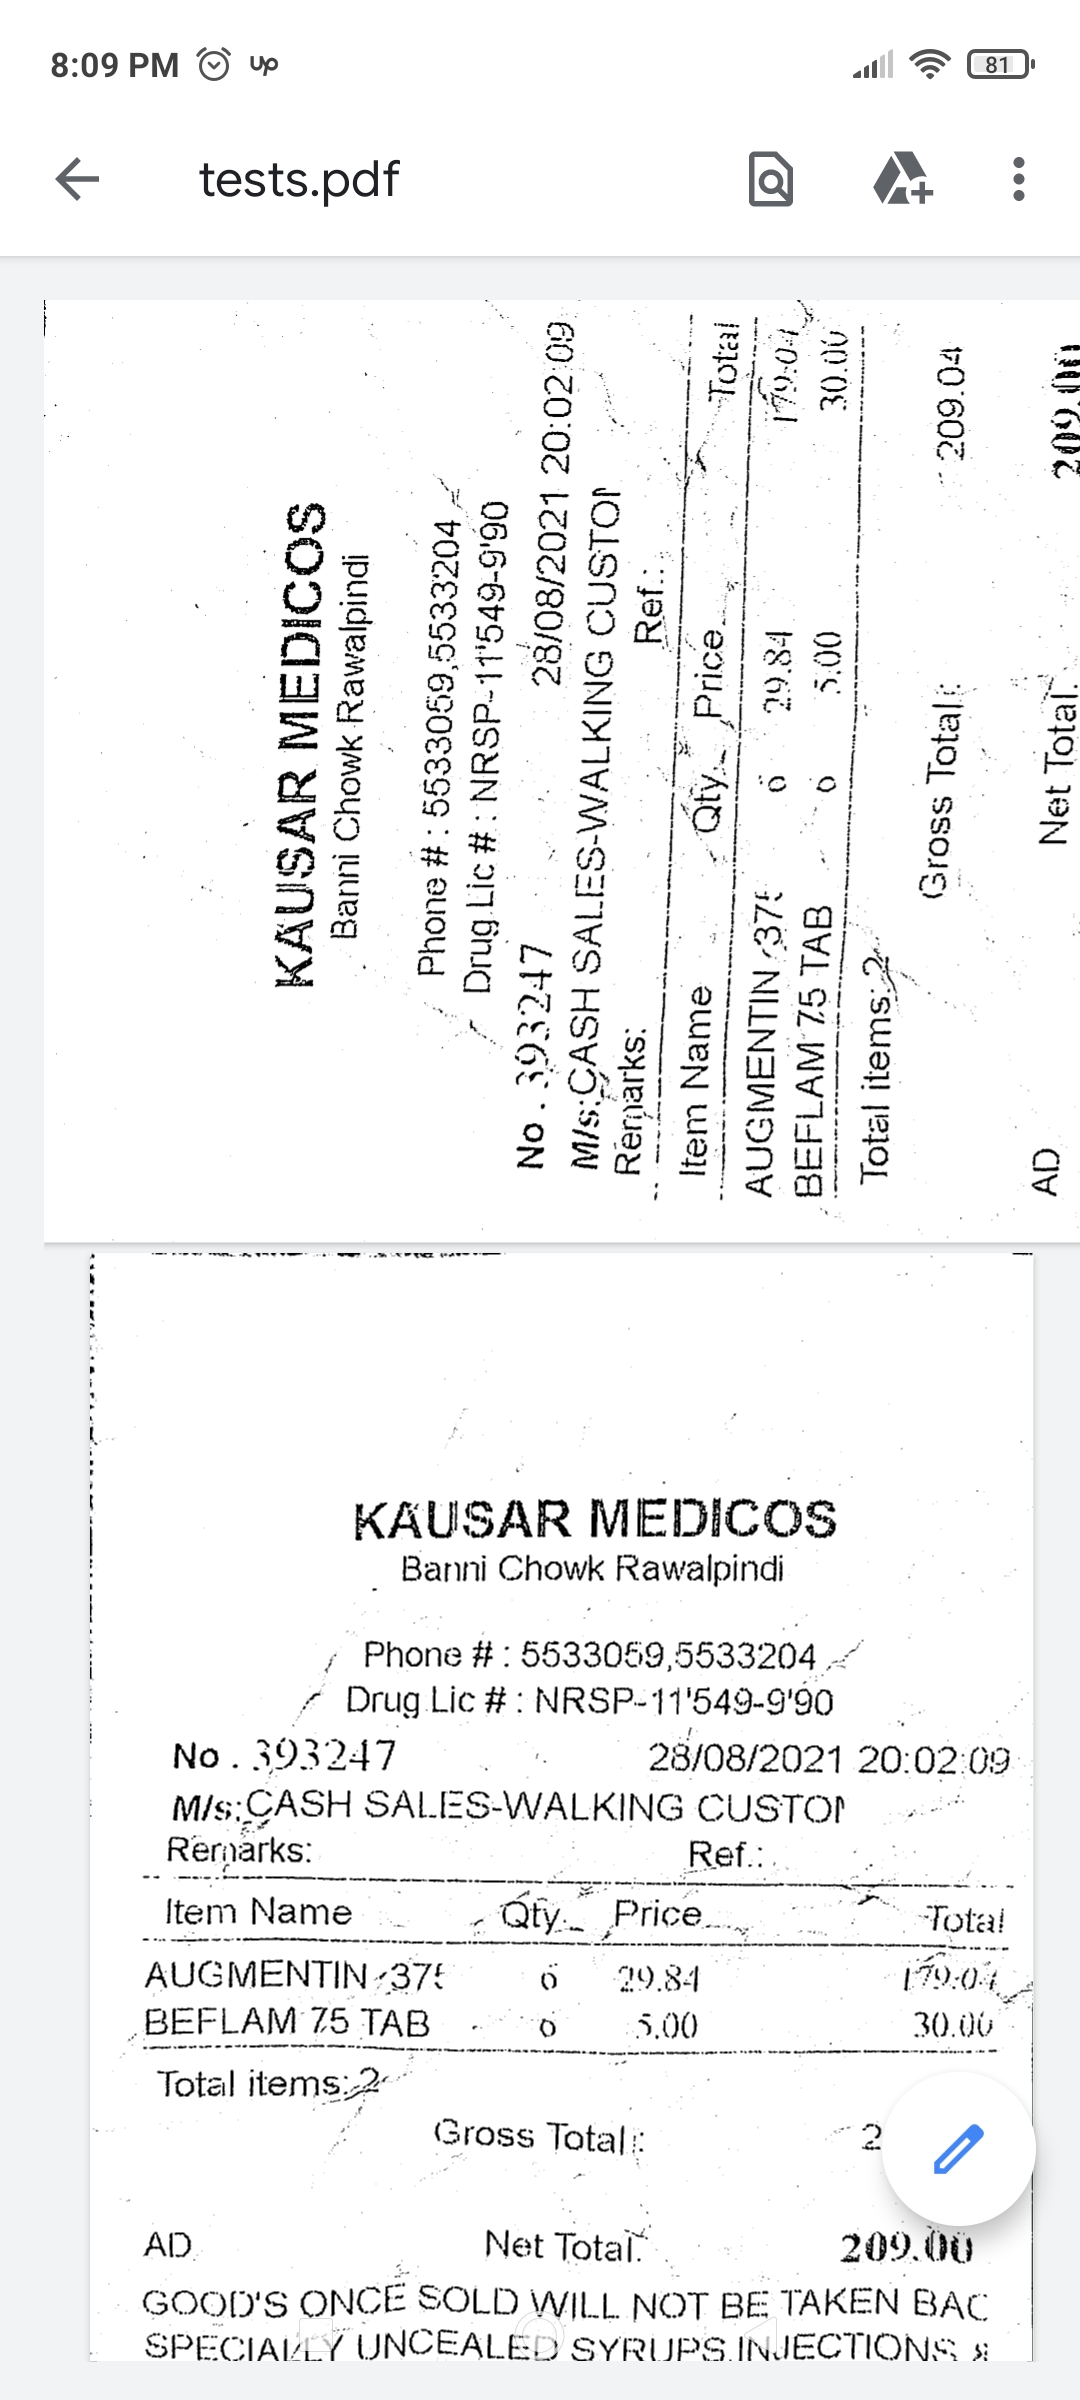 8:09 PM up 81
tests.pdf
KAUSAR MEDICOS
Banni Chowk Rawalpindi
Phone # : 5533059,5533204
Drug Lic # : NRSP-11'549-9'90
No . 393247 28/08/2021 20:02:09
M/s:CASH SALES-WALKING CUSTO
Remarks: Ref.:
Item Name Qty Price Total
AUGMENTIN 375 6 29.84 179.04
BEFLAM 75 TAB 6 5.00 30.00
Total items:2
Gross Total : 209.04
AD Net Total: 209.00
KAUSAR MEDICOS
Banni Chowk Rawalpindi
Phone # : 5533059,5533204
Drug Lic # : NRSP-11'549-9'90
No . 393247 28/08/2021 20:02:09
M/s:CASH SALES-WALKING CUSTO
Remarks: Ref.:
Item Name Qty Price Total
AUGMENTIN 375 6 29.84 179.04
BEFLAM 75 TAB 6 5.00 30.00
Total items:2
Gross Total : 2
AD Net Total: 209.00
GOOD'S ONCE SOLD WILL NOT BE TAKEN BAC
SPECIALLY UNCEALED SYRUPS,INJECTIONS &